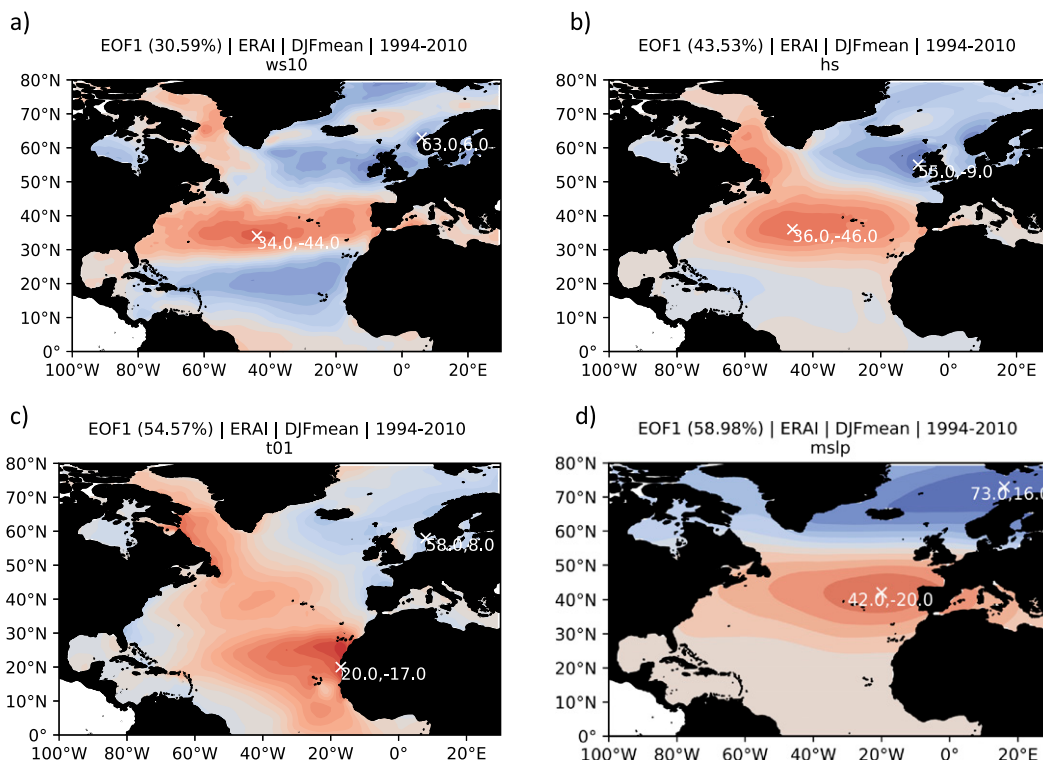 a)
EOF1 (30.59%) | ERAI | DJFmean | 1994-2010
ws10
80°N
70°N
60°N
50°N
40°N
30°N
20°N
10°N
0°
63.0,6.0
34.0,-44.0
100°W 80°W 60°W 40°W 20°W 0° 20°E
b)
EOF1 (43.53%) | ERAI | DJFmean | 1994-2010
hs
80°N
70°N
60°N
50°N
40°N
30°N
20°N
10°N
0°
55.0,-9.0
36.0,-46.0
100°W 80°W 60°W 40°W 20°W 0° 20°E
c)
EOF1 (54.57%) | ERAI | DJFmean | 1994-2010
t01
80°N
70°N
60°N
50°N
40°N
30°N
20°N
10°N
0°
58.0,8.0
20.0,-17.0
100°W 80°W 60°W 40°W 20°W 0° 20°E
d)
EOF1 (58.98%) | ERAI | DJFmean | 1994-2010
mslp
80°N
70°N
60°N
50°N
40°N
30°N
20°N
10°N
0°
73.0,16.0
42.0,-20.0
100°W 80°W 60°W 40°W 20°W 0° 20°E